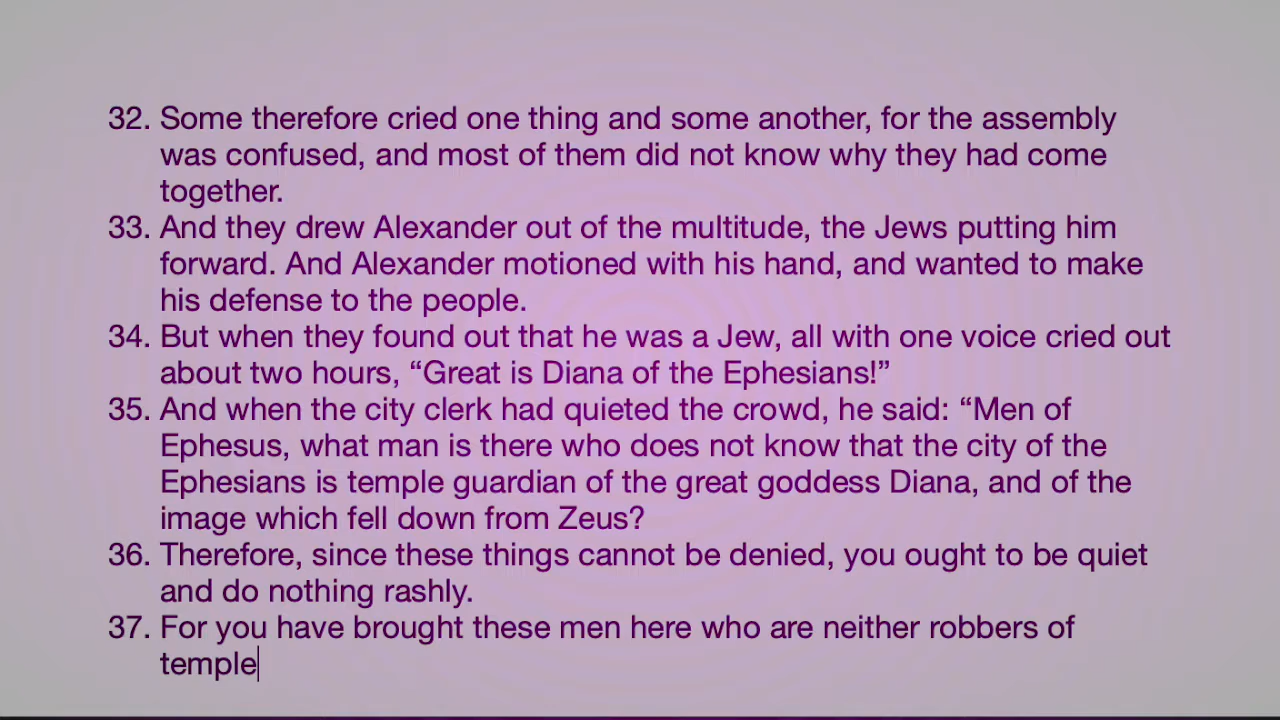 32. Some therefore cried one thing and some another, for the assembly
was confused, and most of them did not know why they had come
together.
33. And they drew Alexander out of the multitude, the Jews putting him
forward. And Alexander motioned with his hand, and wanted to make
his defense to the people.
34. But when they found out that he was a Jew, all with one voice cried out
about two hours, “Great is Diana of the Ephesians!”
35. And when the city clerk had quieted the crowd, he said: “Men of
Ephesus, what man is there who does not know that the city of the
Ephesians is temple guardian of the great goddess Diana, and of the
image which fell down from Zeus?
36. Therefore, since these things cannot be denied, you ought to be quiet
and do nothing rashly.
37. For you have brought these men here who are neither robbers of
temple